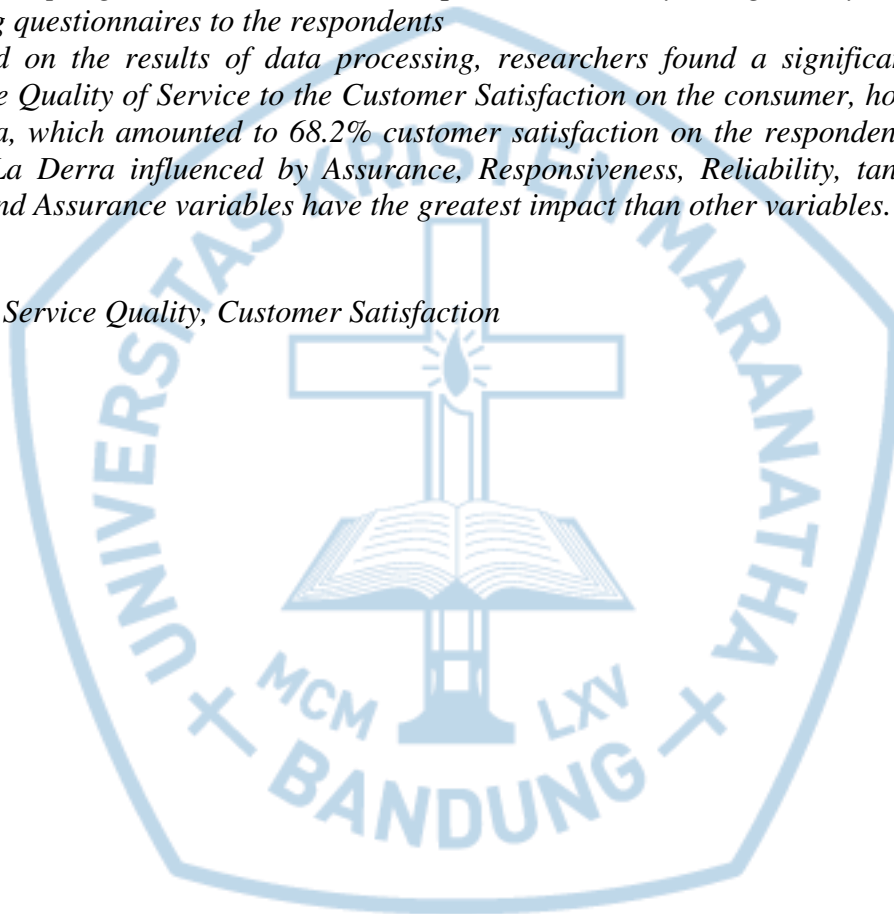 g questionnaires to the respondents
d on the results of data processing, researchers found a significar
e Quality of Service to the Customer Satisfaction on the consumer, ho
a, which amounted to 68.2% customer satisfaction on the responden
La Derra influenced by Assurance, Responsiveness, Reliability, tan
nd Assurance variables have the greatest impact than other variables.
Service Quality, Customer Satisfaction
UNIVERSITAS KRISTEN MARANATHA
MCM LXV
BANDUNG